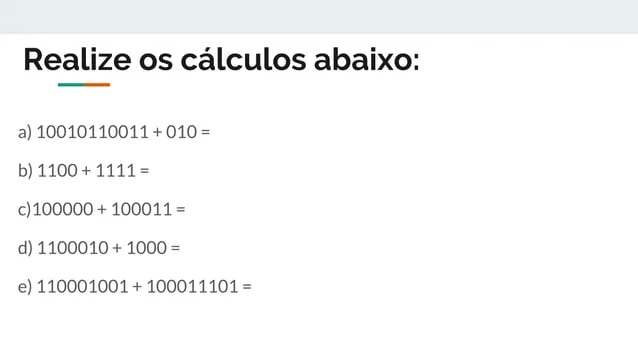 Realize os cálculos abaixo:
a) 10010110011 + 010 =
b) 1100 + 1111 =
c)100000 + 100011 =
d) 1100010 + 1000 =
e) 110001001 + 100011101 =